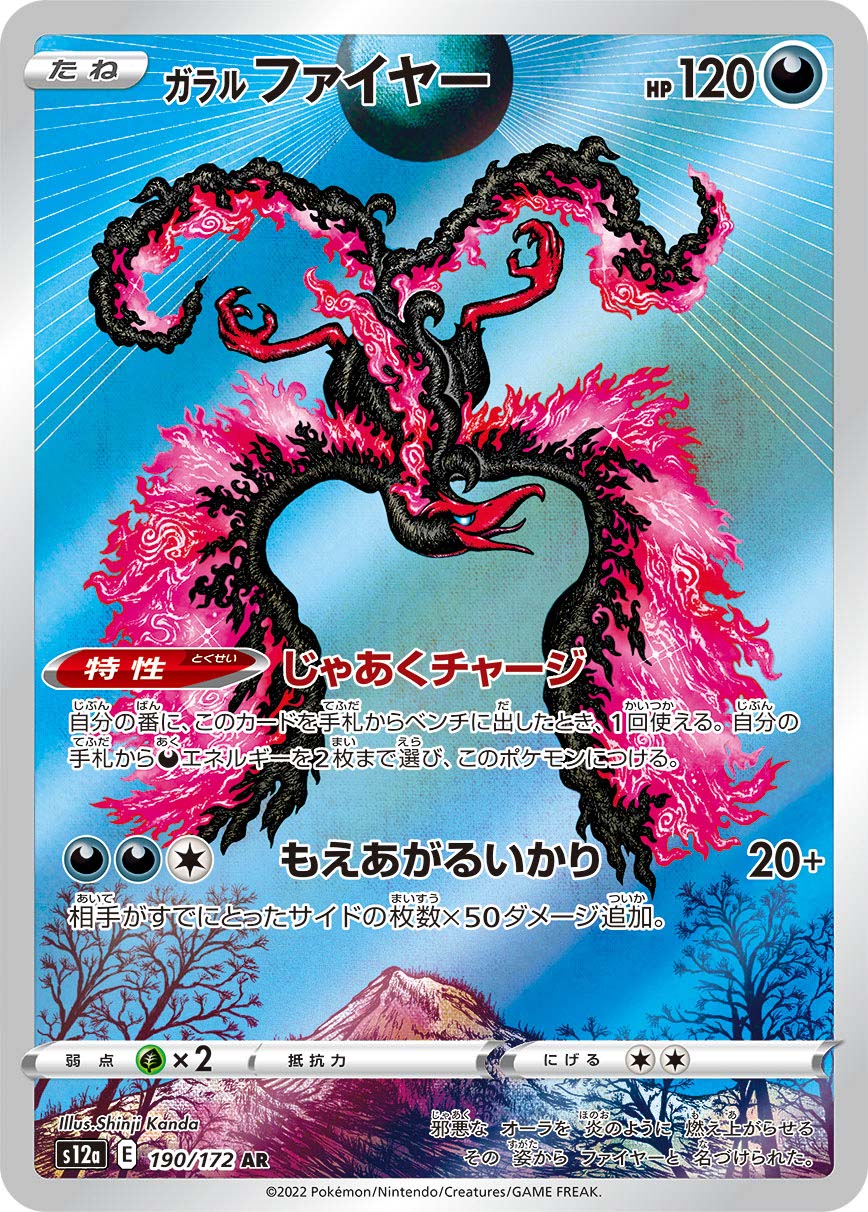 たね ガラル ファイヤー HP 120
特性 とくせい じゃあくチャージ
自分の番に、このカードを手札からベンチに出したとき、1回使える。自分の
手札からエネルギーを2枚まで選び、このポケモンにつける。
もえあがるいかり 20+
相手がすでにとったサイドの枚数×50ダメージ追加。
弱点 ×2 抵抗力 にげる
Illus.Shinji Kanda
邪悪な オーラを 炎のように 燃え上がらせる
その 姿から ファイヤーと 名づけられた。
s12a E 190/172 AR
©2022 Pokémon/Nintendo/Creatures/GAME FREAK.